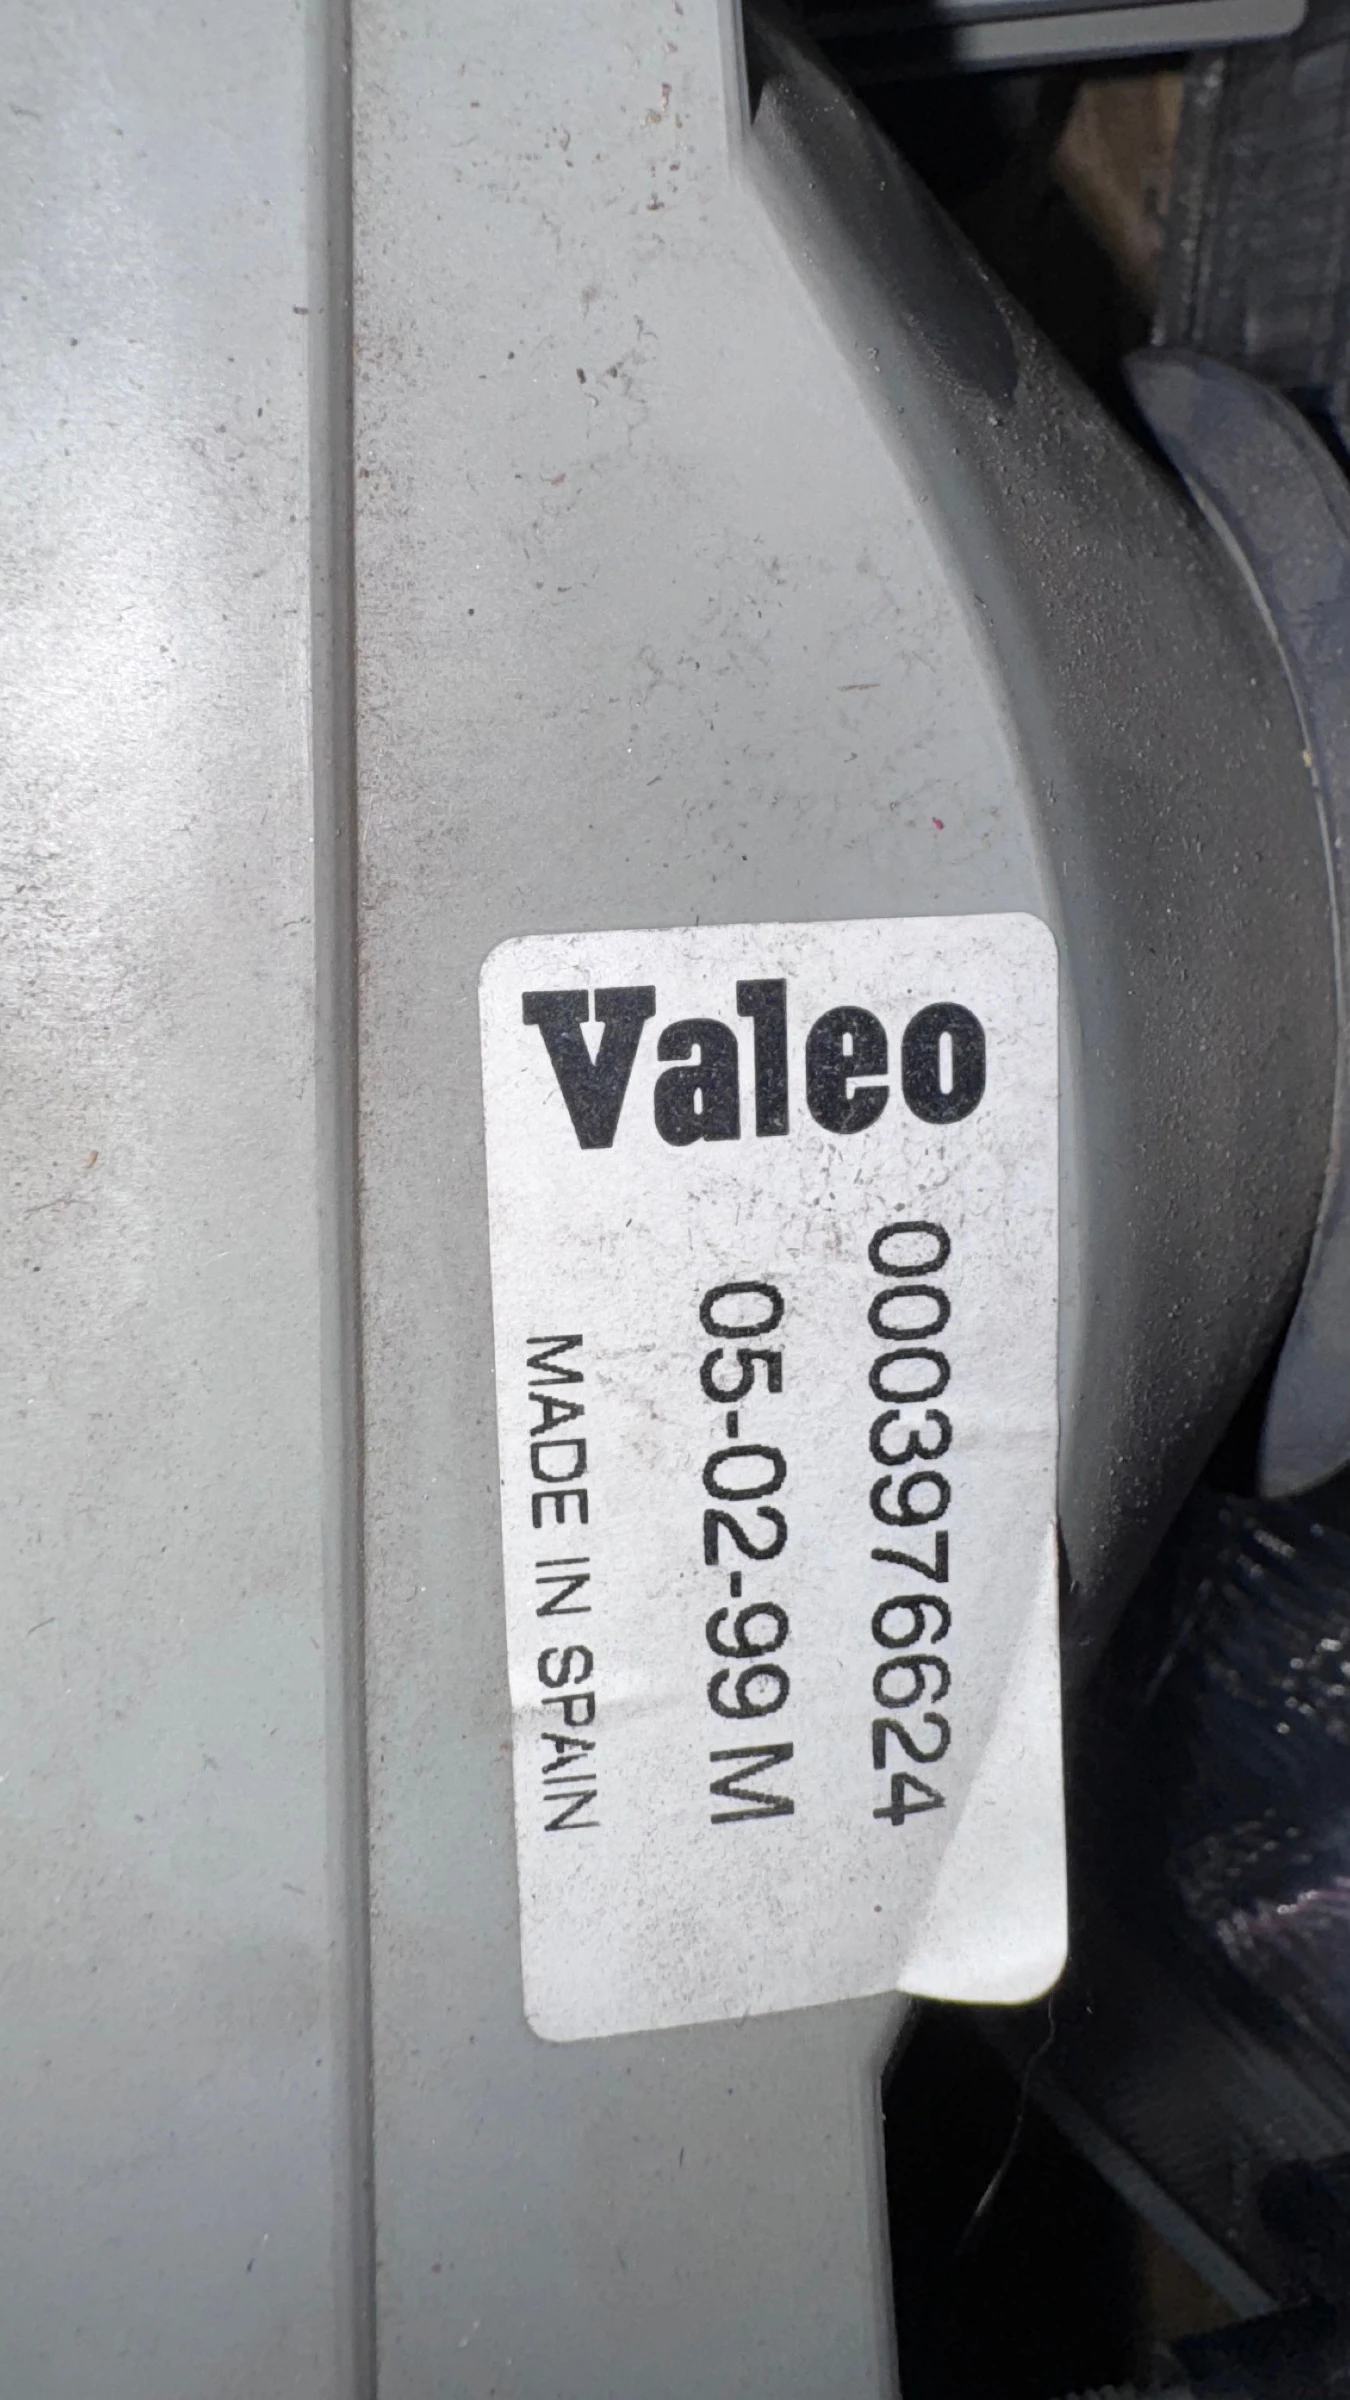 Valeo
0003976624
05-02-99 M
MADE IN SPAIN